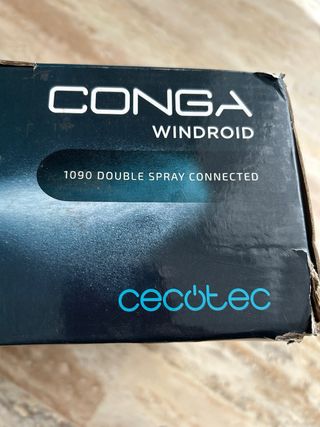 CONGA
WINDROID
1090 DOUBLE SPRAY CONNECTED
cecotec